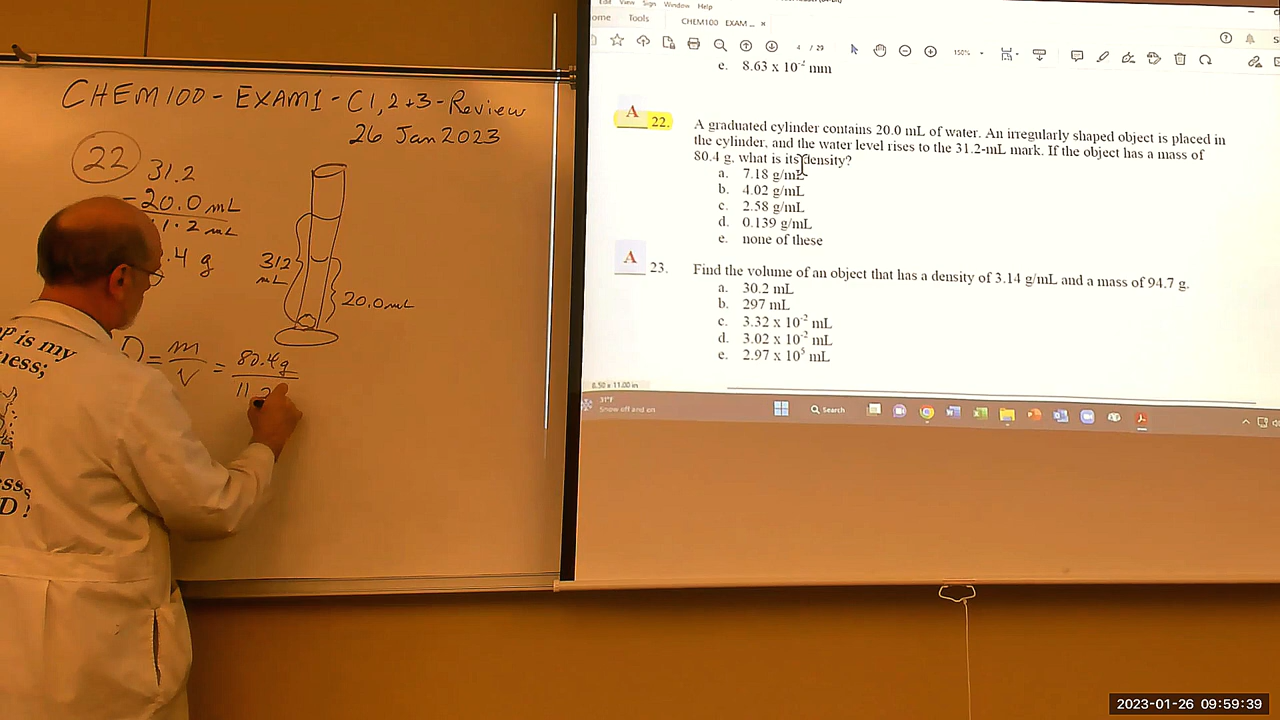 CHEM100 - EXAM1 - C1,2+3 - Review
26 Jan 2023
22
31.2
- 20.0 mL
11.2 mL
.4 g
312
mL
20.0 mL
D = m/V = 80.4g
11.2
is my
ness;
ess,
D!
Edit View Sign Window Help
ome Tools CHEM100 EXAM ... ×
4 / 29 150%
e. 8.63 x 10⁻² mm
A 22. A graduated cylinder contains 20.0 mL of water. An irregularly shaped object is placed in
the cylinder, and the water level rises to the 31.2-mL mark. If the object has a mass of
80.4 g, what is its density?
a. 7.18 g/mL
b. 4.02 g/mL
c. 2.58 g/mL
d. 0.139 g/mL
e. none of these
A 23. Find the volume of an object that has a density of 3.14 g/mL and a mass of 94.7 g.
a. 30.2 mL
b. 297 mL
c. 3.32 x 10⁻² mL
d. 3.02 x 10⁻² mL
e. 2.97 x 10⁵ mL
8.50 x 11.00 in
31°F
Snow off and on
Search
2023-01-26 09:59:39